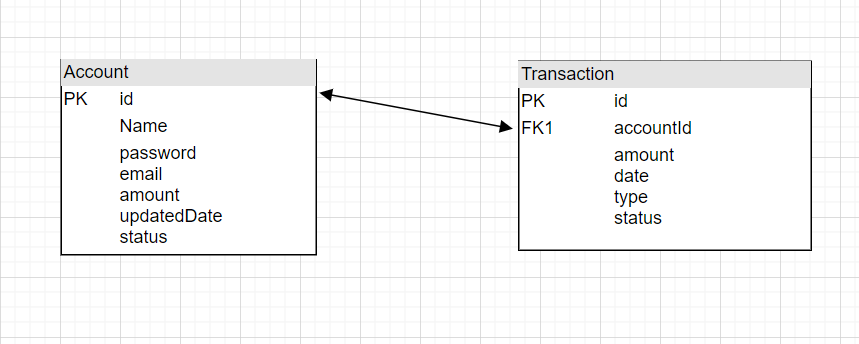 Account
PK id
Name
password
email
amount
updatedDate
status
Transaction
PK id
FK1 accountId
amount
date
type
status